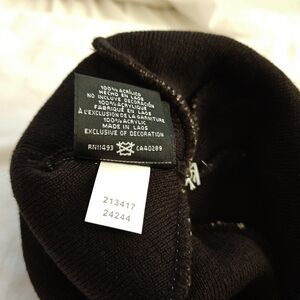 100% ACRÍLICO
HECHO EN LAOS
NO INCLUYE DECORACIÓN
100% ACRYLIQUE
FABRIQUÉ EN LAOS
À L'EXCLUSION DE LA GARNITURE
100% ACRYLIC
MADE IN LAOS
EXCLUSIVE OF DECORATION
RN11493 CA40289
213417
24244